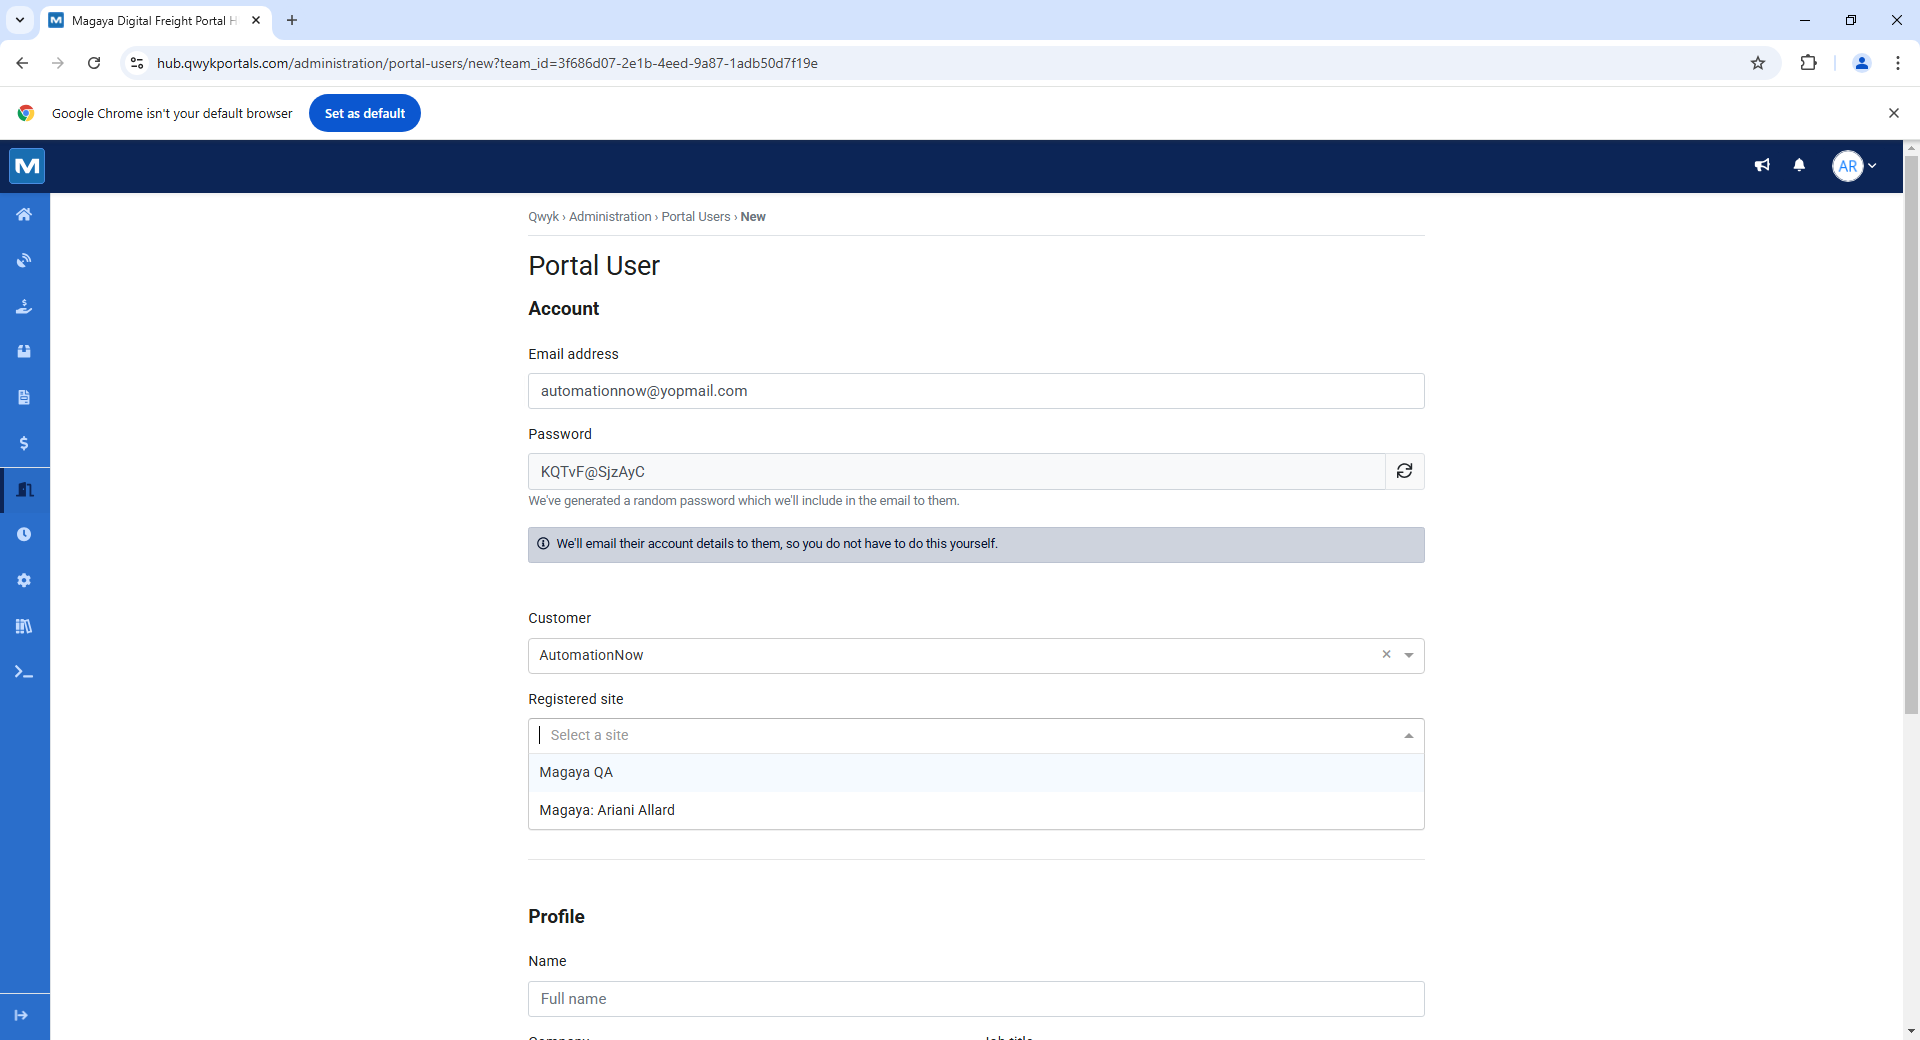 Magaya Digital Freight Portal H
hub.qwykportals.com/administration/portal-users/new?team_id=3f686d07-2e1b-4eed-9a87-1adb50d7f19e
Google Chrome isn't your default browser
Set as default
M
AR
Qwyk › Administration › Portal Users › New
Portal User
Account
Email address
automationnow@yopmail.com
Password
KQTvF@SjzAyC
We've generated a random password which we'll include in the email to them.
We'll email their account details to them, so you do not have to do this yourself.
Customer
AutomationNow
Registered site
Select a site
Magaya QA
Magaya: Ariani Allard
Profile
Name
Full name
Company
Job title